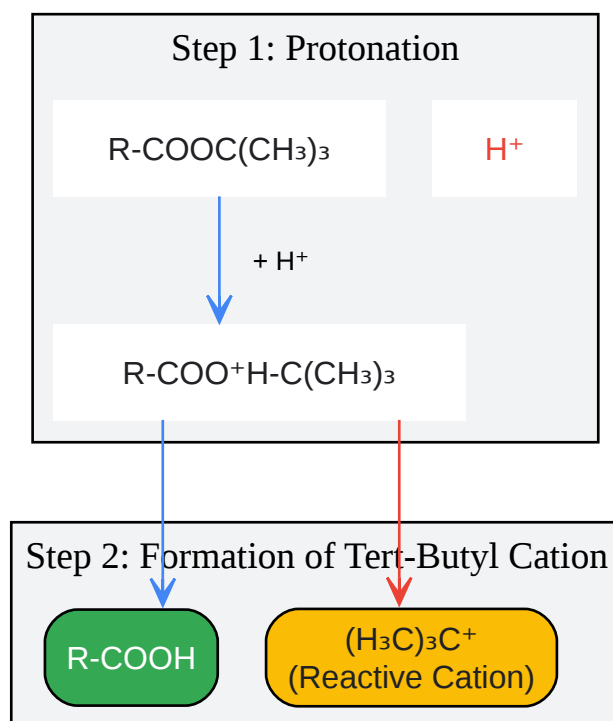 Step 1: Protonation
R-COOC(CH₃)₃
H⁺
+ H⁺
R-COO⁺H-C(CH₃)₃
Step 2: Formation of Tert-Butyl Cation
R-COOH
(H₃C)₃C⁺
(Reactive Cation)